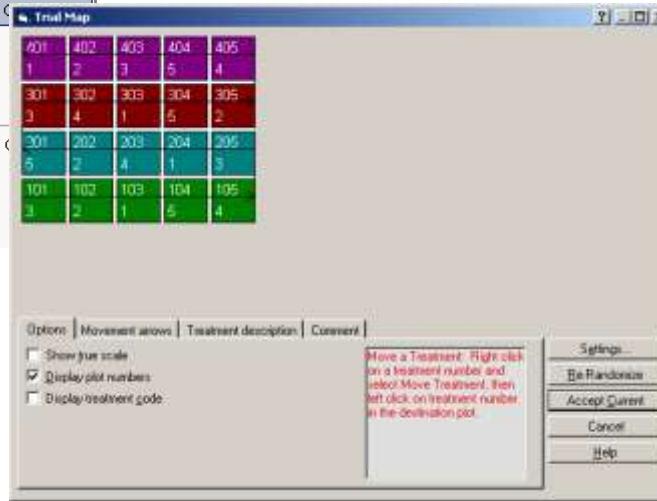 Trial Map
401 402 403 404 405
1 2 3 5 4
301 302 303 304 305
3 4 1 5 2
201 202 203 204 205
5 2 4 1 3
101 102 103 104 105
3 2 1 5 4
Options Movement arrows Treatment description Comment
Show true scale
Display plot numbers
Display treatment code
Move a Treatment: Right click
on a treatment number and
select Move Treatment, then
left click on treatment number
in the destination plot.
Settings...
Re-Randomize
Accept Current
Cancel
Help